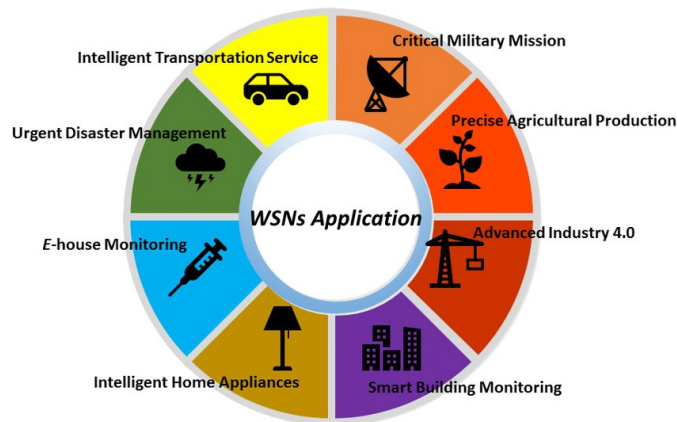 Intelligent Transportation Service
Critical Military Mission
Urgent Disaster Management
Precise Agricultural Production
WSNs Application
E-house Monitoring
Advanced Industry 4.0
Intelligent Home Appliances
Smart Building Monitoring